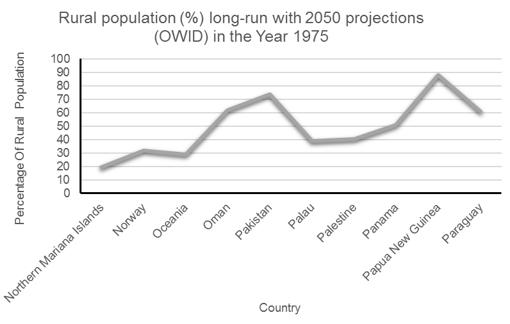 Rural population (%) long-run with 2050 projections
(OWID) in the Year 1975
Percentage Of Rural Population
100
90
80
70
60
50
40
30
20
10
0
Northern Mariana Islands
Norway
Oceania
Oman
Pakistan
Palau
Palestine
Panama
Papua New Guinea
Paraguay
Country